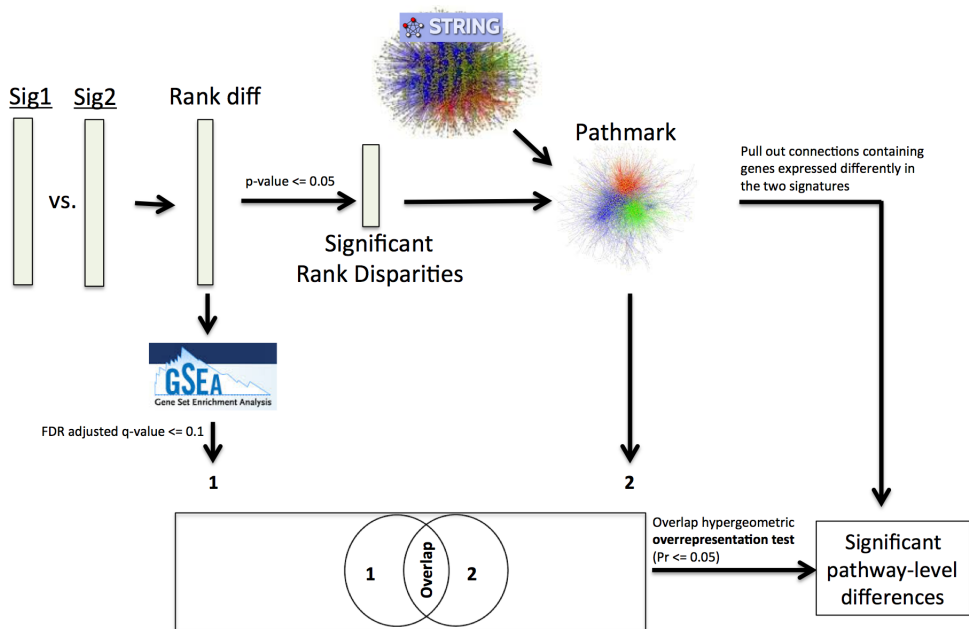 STRING
Sig1
Sig2
Rank diff
vs.
p-value <= 0.05
Significant
Rank Disparities
Pathmark
Pull out connections containing
genes expressed differently in
the two signatures
GSEA
Gene Set Enrichment Analysis
FDR adjusted q-value <= 0.1
1
2
1
Overlap
2
Overlap hypergeometric
overrepresentation test
(Pr <= 0.05)
Significant
pathway-level
differences